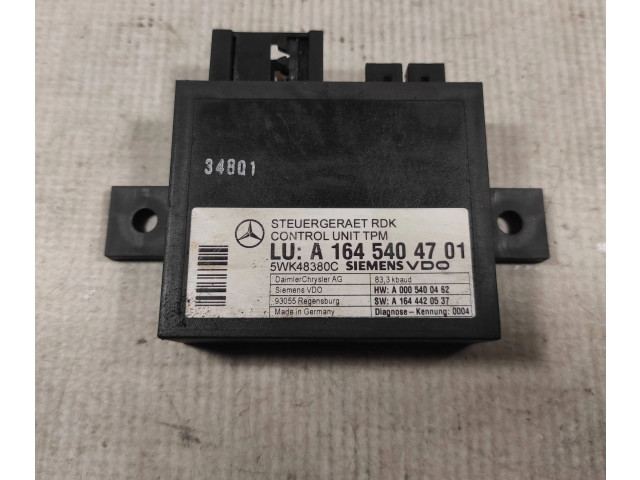 34801
STEUERGERAET RDK
CONTROL UNIT TPM
LU: A 164 540 47 01
5WK48380C SIEMENS VDO
DaimlerChrysler AG 83,3 kbaud
Siemens VDO HW: A 000 540 04 62
93055 Regensburg SW: A 164 442 05 37
Made in Germany Diagnose - Kennung: 0004